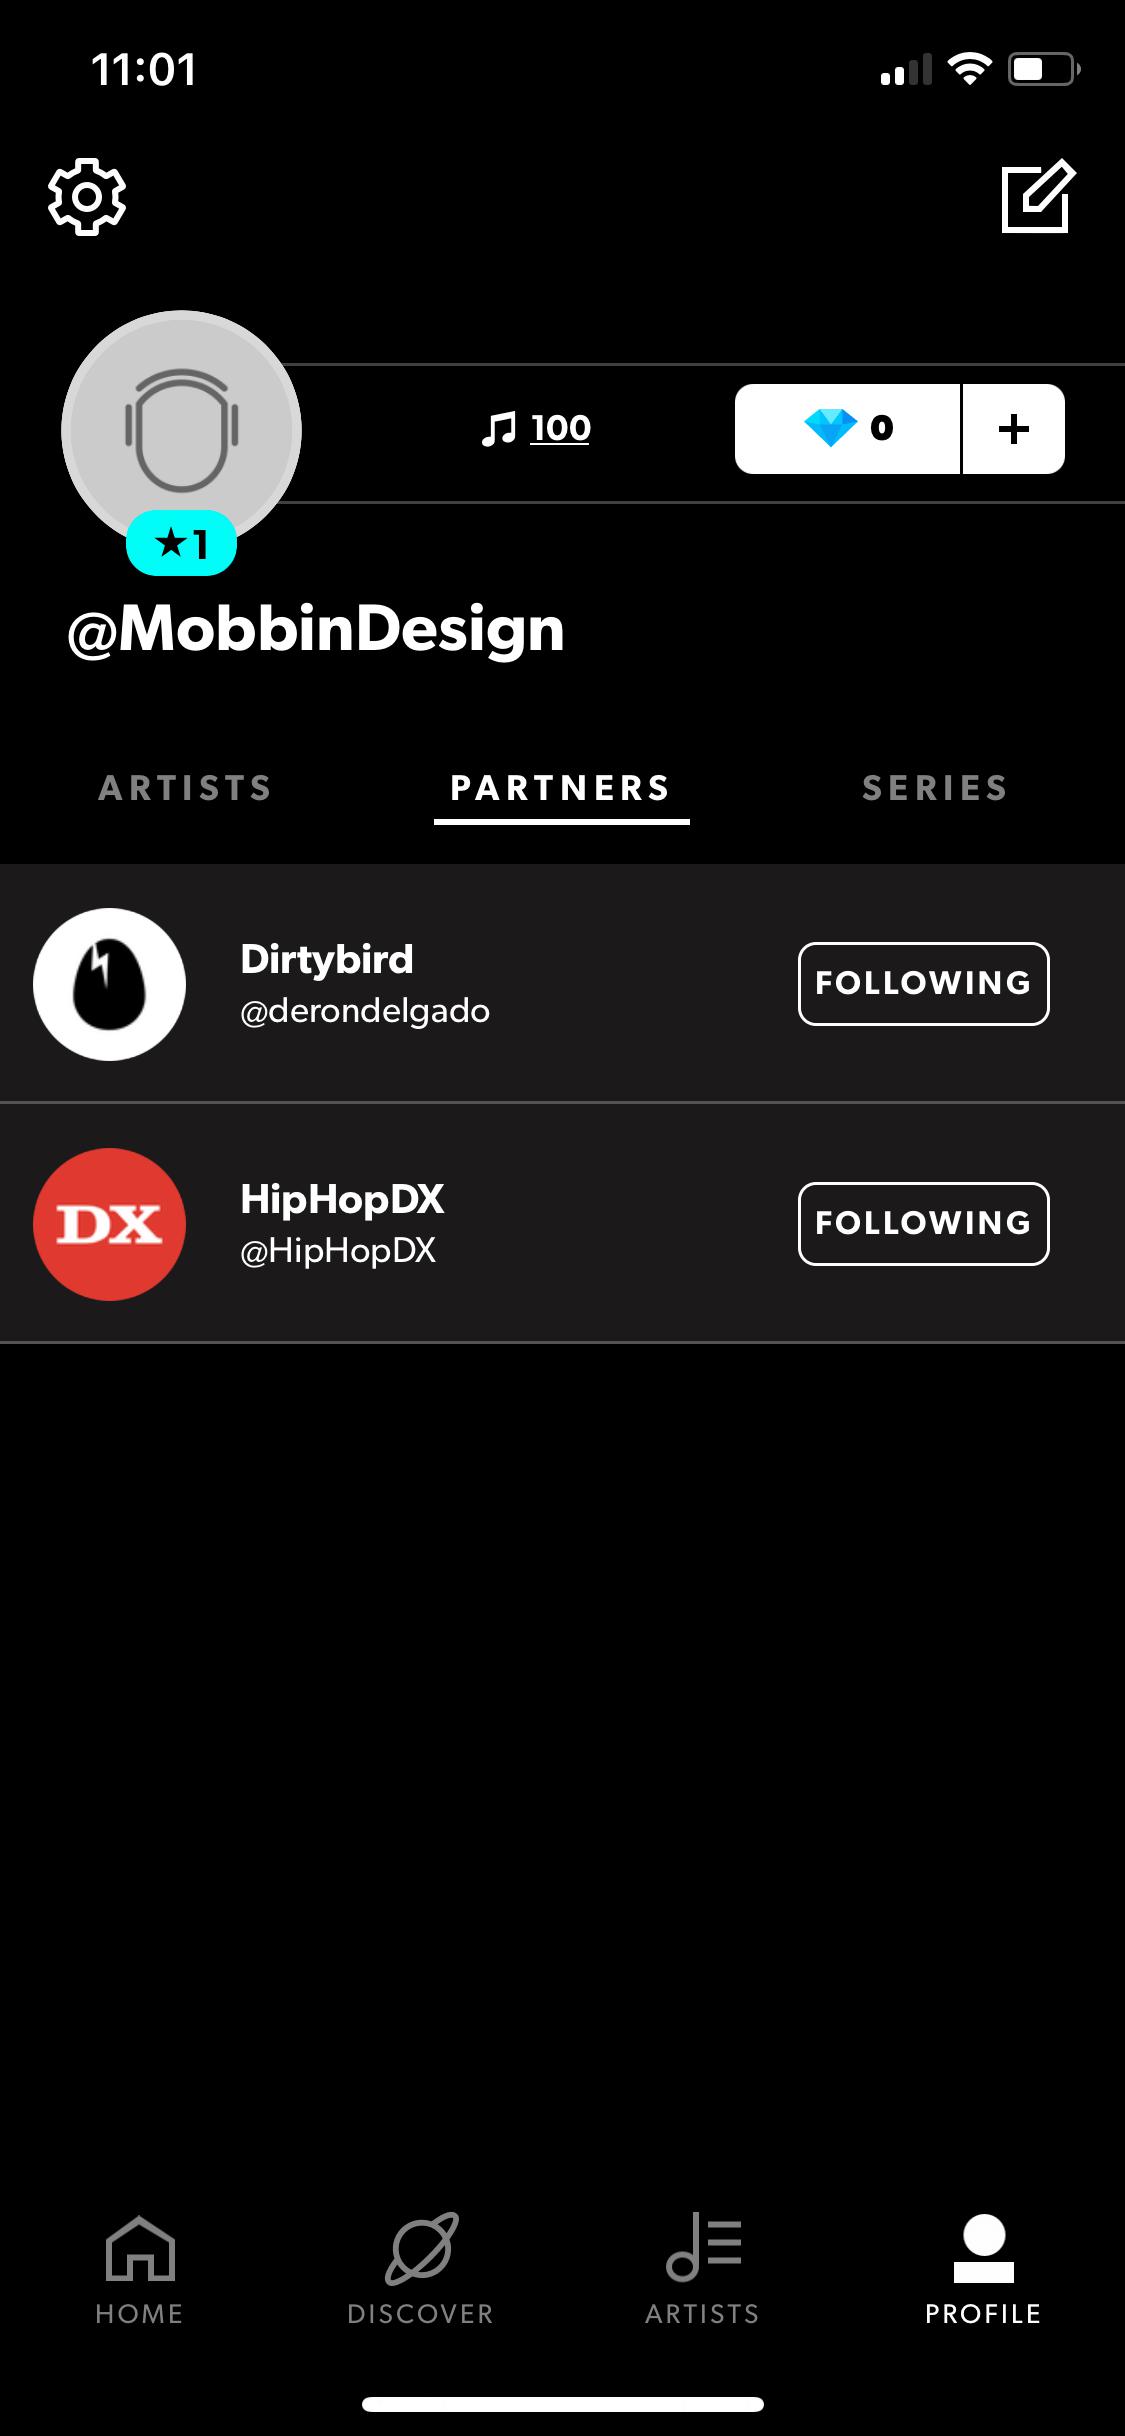 11:01
100
0 +
★1
@MobbinDesign
ARTISTS PARTNERS SERIES
Dirtybird
@derondelgado
FOLLOWING
DX
HipHopDX
@HipHopDX
FOLLOWING
HOME DISCOVER ARTISTS PROFILE